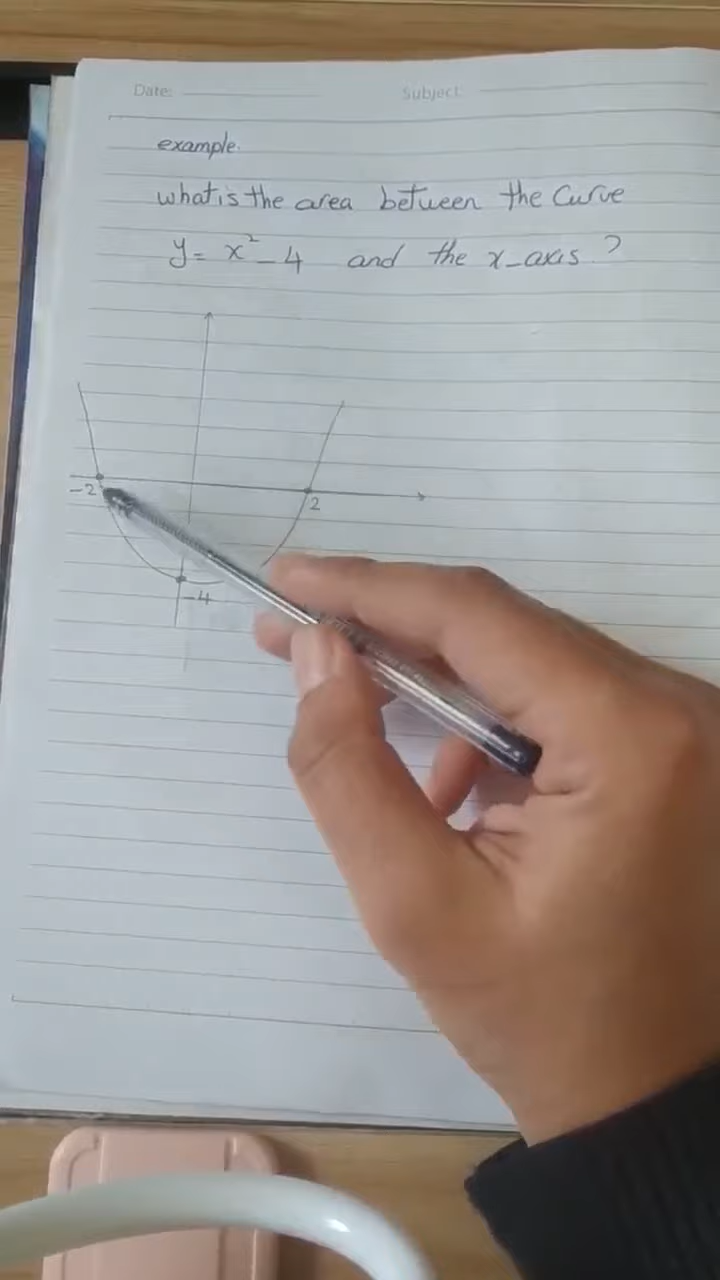 Date:
Subject:
example.
what is the area between the Curve
y = x² - 4 and the x-axis ?
-2
2
-4